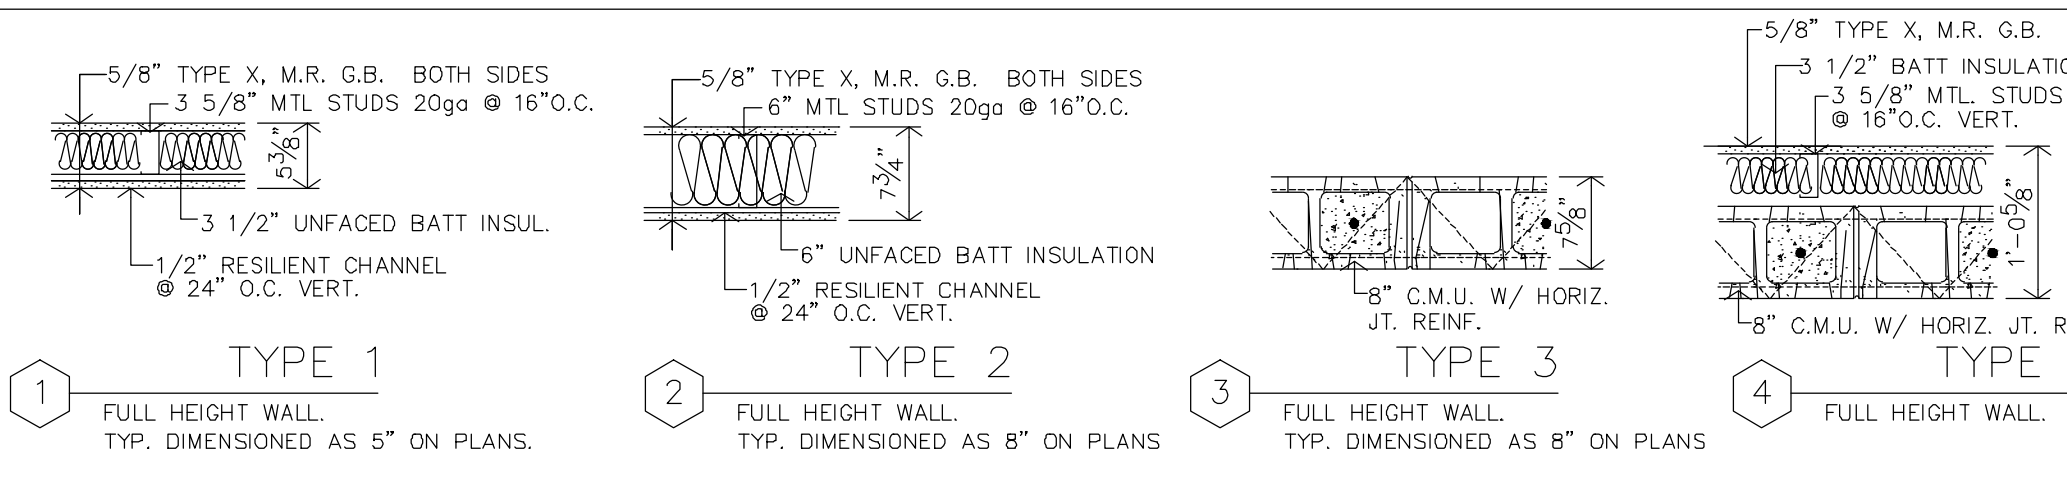 5/8" TYPE X, M.R. G.B. BOTH SIDES
3 5/8" MTL STUDS 20ga @ 16"O.C.
5 3/8"
3 1/2" UNFACED BATT INSUL.
1/2" RESILIENT CHANNEL
@ 24" O.C. VERT.
1
TYPE 1
FULL HEIGHT WALL.
TYP. DIMENSIONED AS 5" ON PLANS.
5/8" TYPE X, M.R. G.B. BOTH SIDES
6" MTL STUDS 20ga @ 16"O.C.
7 3/4"
6" UNFACED BATT INSULATION
1/2" RESILIENT CHANNEL
@ 24" O.C. VERT.
2
TYPE 2
FULL HEIGHT WALL.
TYP. DIMENSIONED AS 8" ON PLANS
7 5/8"
8" C.M.U. W/ HORIZ.
JT. REINF.
3
TYPE 3
FULL HEIGHT WALL.
TYP. DIMENSIONED AS 8" ON PLANS
5/8" TYPE X, M.R. G.B.
3 1/2" BATT INSULATIO
3 5/8" MTL. STUDS
@ 16"O.C. VERT.
1'-0 5/8"
8" C.M.U. W/ HORIZ. JT. R
4
TYPE
FULL HEIGHT WALL.